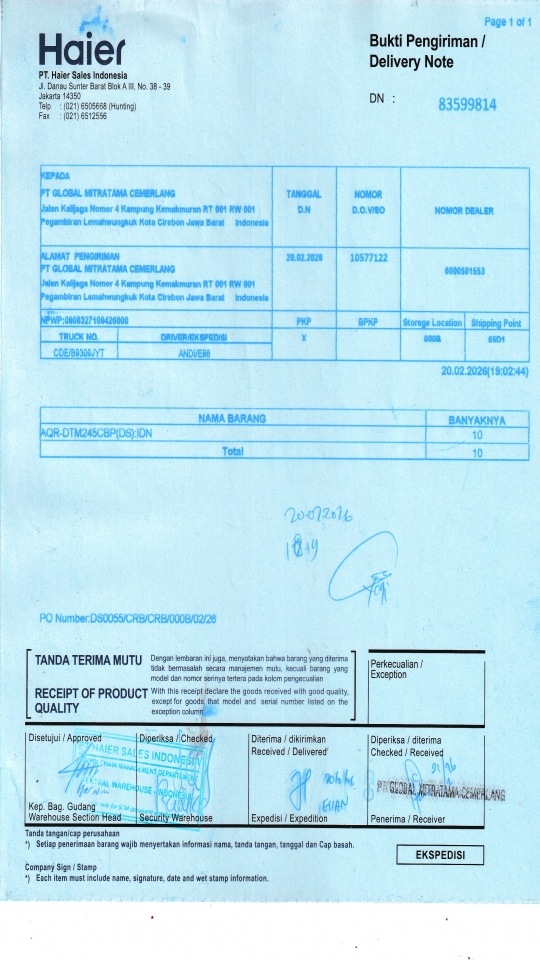 Page 1 of 1
Haier
Bukti Pengiriman /
Delivery Note
PT. Haier Sales Indonesia
Jl. Danau Sunter Barat Blok A III, No. 38 - 39
Jakarta 14350
Telp : (021) 6505668 (Hunting)
Fax : (021) 6512556
DN : 83599814
KEPADA
PT GLOBAL MITRATAMA CEMERLANG
Jalan Kalijaga Nomor 4 Kampung Kemakmuran RT 001 RW 001
Pegambiran Lemahwungkuk Kota Cirebon Jawa Barat Indonesia
TANGGAL
D.N
NOMOR
D.O.V/BO
NOMOR DEALER
ALAMAT PENGIRIMAN
PT GLOBAL MITRATAMA CEMERLANG
Jalan Kalijaga Nomor 4 Kampung Kemakmuran RT 001 RW 001
Pegambiran Lemahwungkuk Kota Cirebon Jawa Barat Indonesia
20.02.2026
10577122
0000581553
NPWP:0908327109426000
PKP
BPKP
Storege Location
Shipping Point
TRUCK NO.
DRIVER/EKSPEDISI
X
000B
55D1
CDE/B9309JYT
ANDI/E88
20.02.2026(19:02:44)
NAMA BARANG
BANYAKNYA
AQR-DTM245CBP(DS):IDN
10
Total
10
PO Number:DS0055/CRB/CRB/000B/02/26
TANDA TERIMA MUTU
Dengan lembaran ini juga, menyatakan bahwa barang yang diterima
tidak bermasalah secara manajemen mutu, kecuali barang yang
model dan nomor serinya tertera pada kolom pengecualian
RECEIPT OF PRODUCT
QUALITY
With this receipt declare the goods received with good quality,
except for goods that model and serial number listed on the
exception column
Perkecualian /
Exception
Disetujui / Approved
Diperiksa / Checked
Diterima / dikirimkan
Received / Delivered
Diperiksa / diterima
Checked / Received
PT HAIER SALES INDONESIA
PT GLOBAL MITRATAMA CEMERLANG
Kep. Bag. Gudang
Warehouse Section Head
Security Warehouse
Expedisi / Expedition
Penerima / Receiver
Tanda tangan/cap perusahaan
*) Setiap penerimaan barang wajib menyertakan informasi nama, tanda tangan, tanggal dan Cap basah.
EKSPEDISI
Company Sign / Stamp
*) Each item must include name, signature, date and wet stamp information.